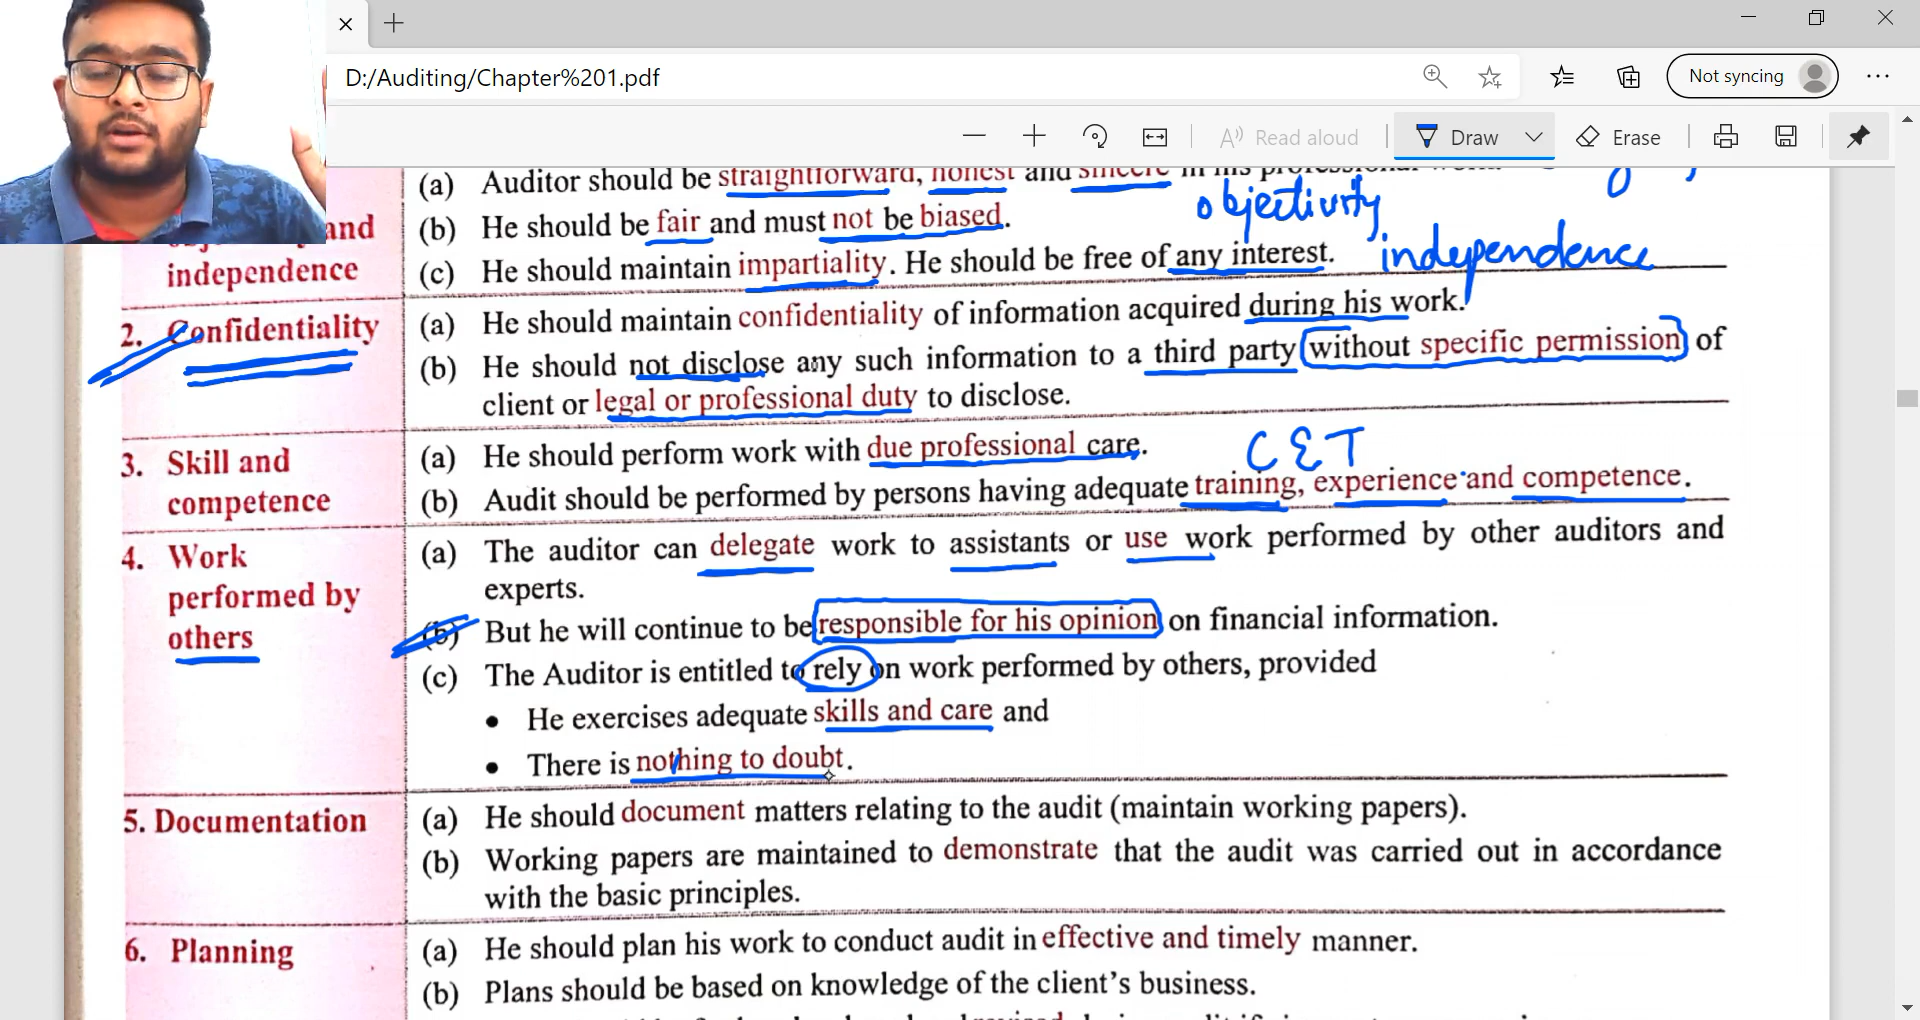 D:/Auditing/Chapter%201.pdf
Not syncing
Read aloud
Draw
Erase
(a) Auditor should be straightforward, honest and sincere in his professional work.
objectivity
and
(b) He should be fair and must not be biased.
independence
independence
(c) He should maintain impartiality. He should be free of any interest.
2. Confidentiality
(a) He should maintain confidentiality of information acquired during his work.
(b) He should not disclose any such information to a third party without specific permission of
client or legal or professional duty to disclose.
3. Skill and
competence
(a) He should perform work with due professional care.
CET
(b) Audit should be performed by persons having adequate training, experience and competence.
4. Work
performed by
others
(a) The auditor can delegate work to assistants or use work performed by other auditors and
experts.
(b) But he will continue to be responsible for his opinion on financial information.
(c) The Auditor is entitled to rely on work performed by others, provided
• He exercises adequate skills and care and
• There is nothing to doubt.
5. Documentation
(a) He should document matters relating to the audit (maintain working papers).
(b) Working papers are maintained to demonstrate that the audit was carried out in accordance
with the basic principles.
6. Planning
(a) He should plan his work to conduct audit in effective and timely manner.
(b) Plans should be based on knowledge of the client's business.